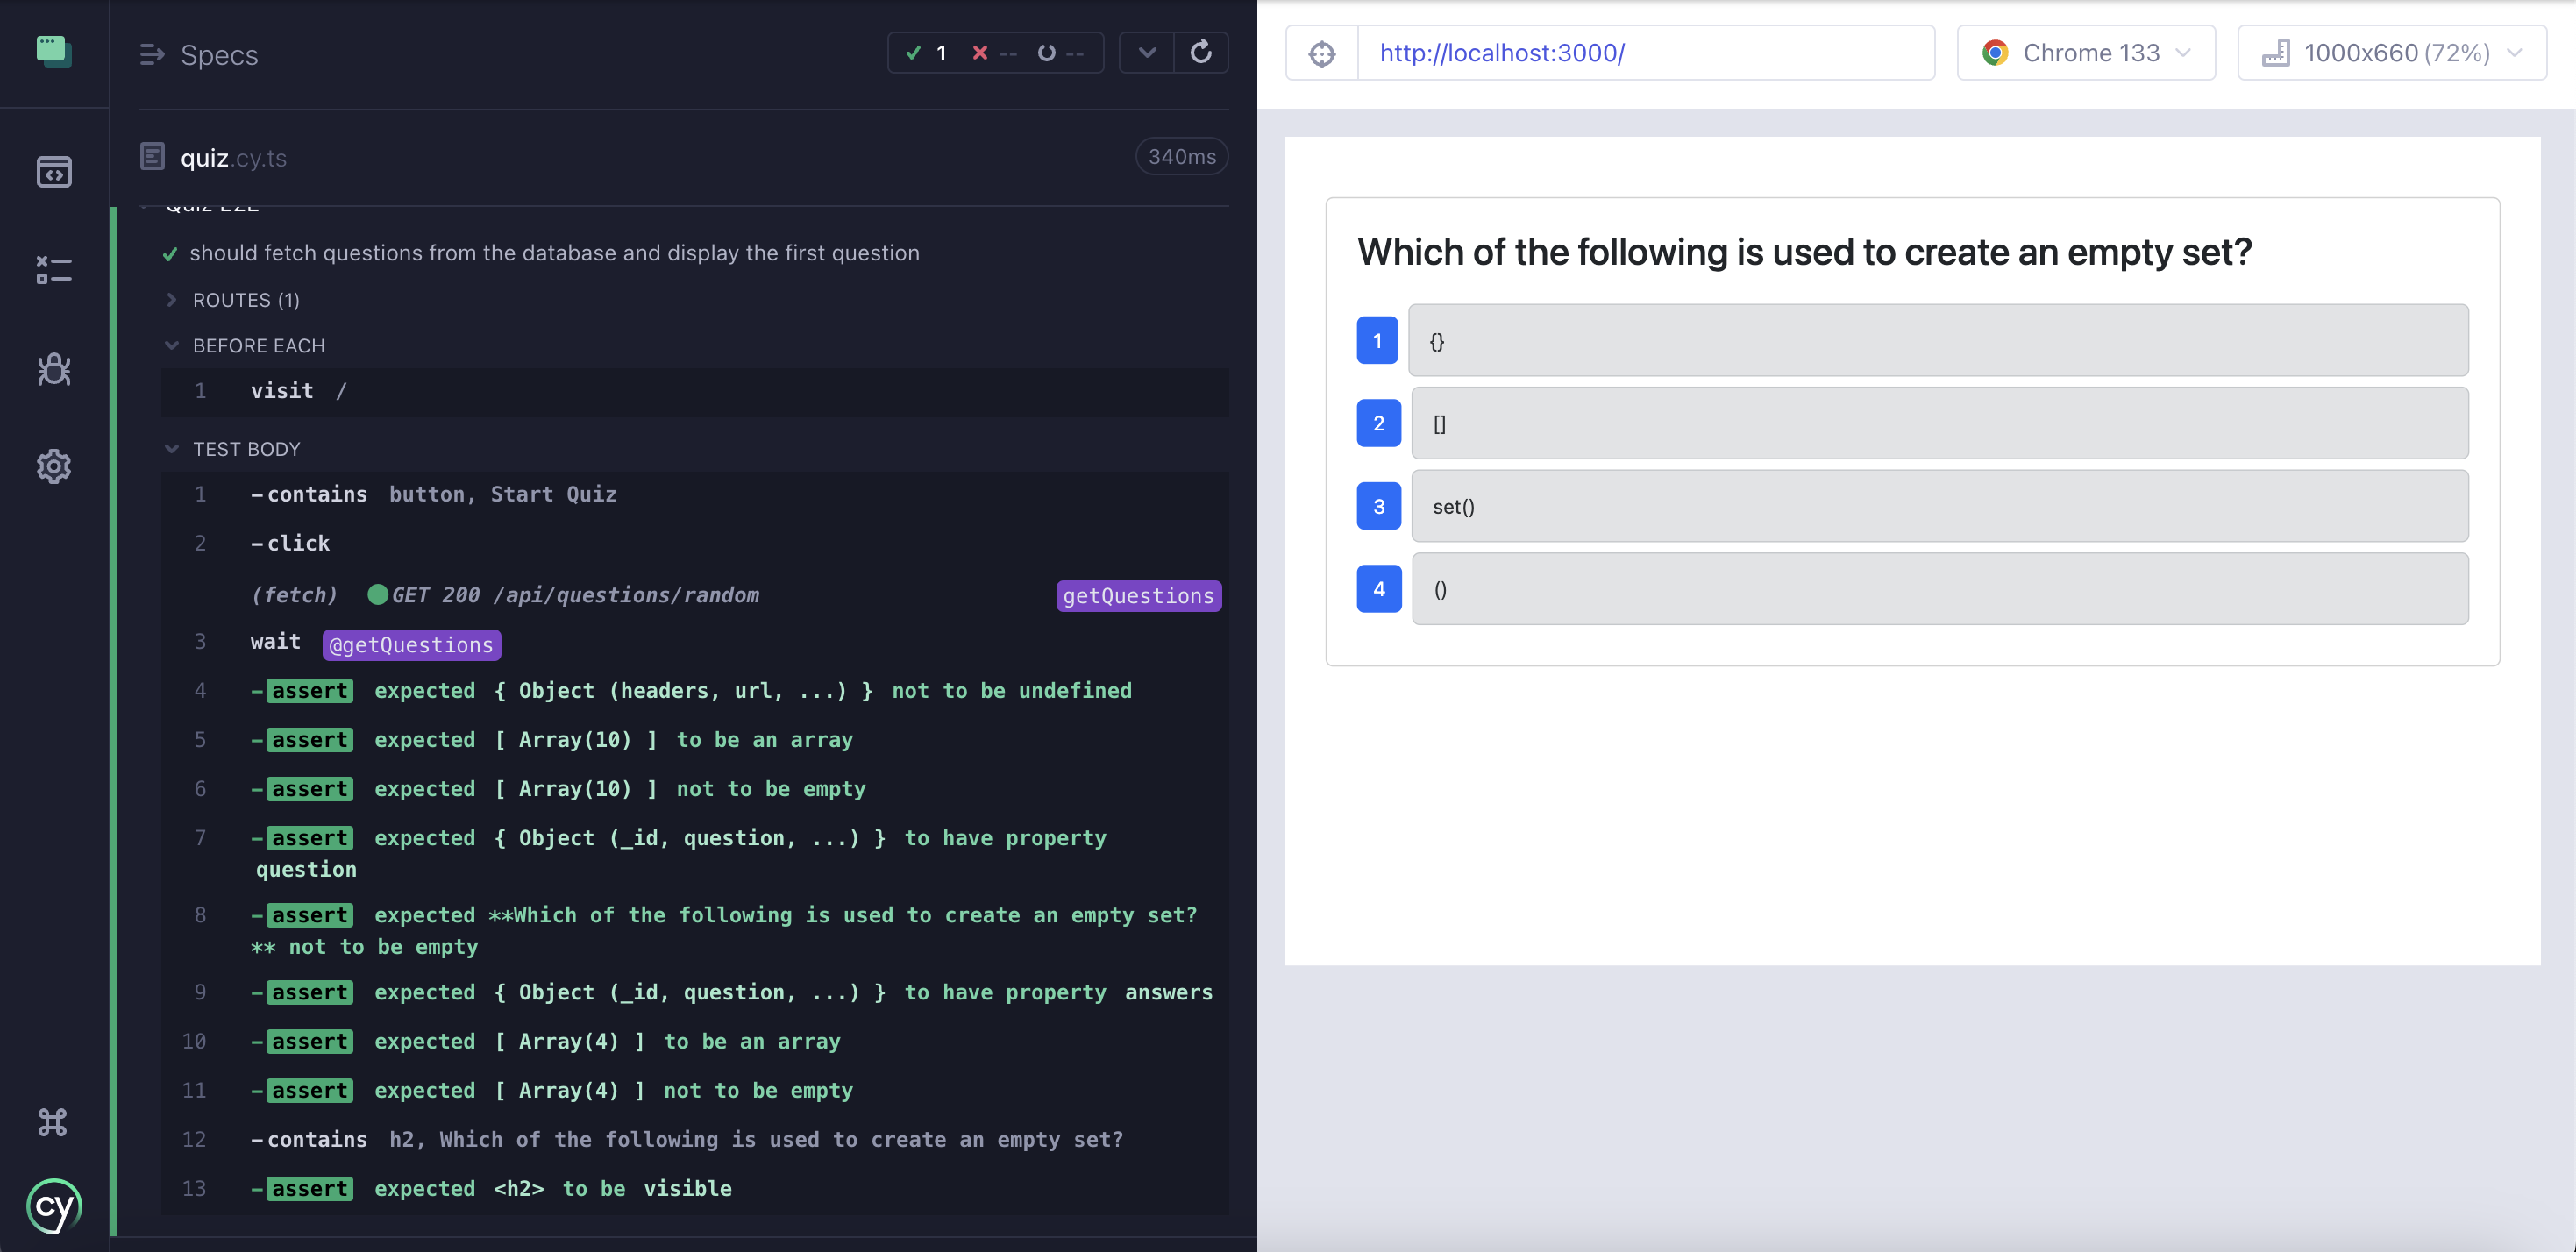 Specs
1 -- --
quiz.cy.ts
340ms
Quiz E2E
should fetch questions from the database and display the first question
ROUTES (1)
BEFORE EACH
1 visit /
TEST BODY
1 -contains button, Start Quiz
2 -click
(fetch) GET 200 /api/questions/random getQuestions
3 wait @getQuestions
4 -assert expected { Object (headers, url, ...) } not to be undefined
5 -assert expected [ Array(10) ] to be an array
6 -assert expected [ Array(10) ] not to be empty
7 -assert expected { Object (_id, question, ...) } to have property
question
8 -assert expected **Which of the following is used to create an empty set?
** not to be empty
9 -assert expected { Object (_id, question, ...) } to have property answers
10 -assert expected [ Array(4) ] to be an array
11 -assert expected [ Array(4) ] not to be empty
12 -contains h2, Which of the following is used to create an empty set?
13 -assert expected <h2> to be visible
cy
http://localhost:3000/
Chrome 133
1000x660 (72%)
Which of the following is used to create an empty set?
1 {}
2 []
3 set()
4 ()